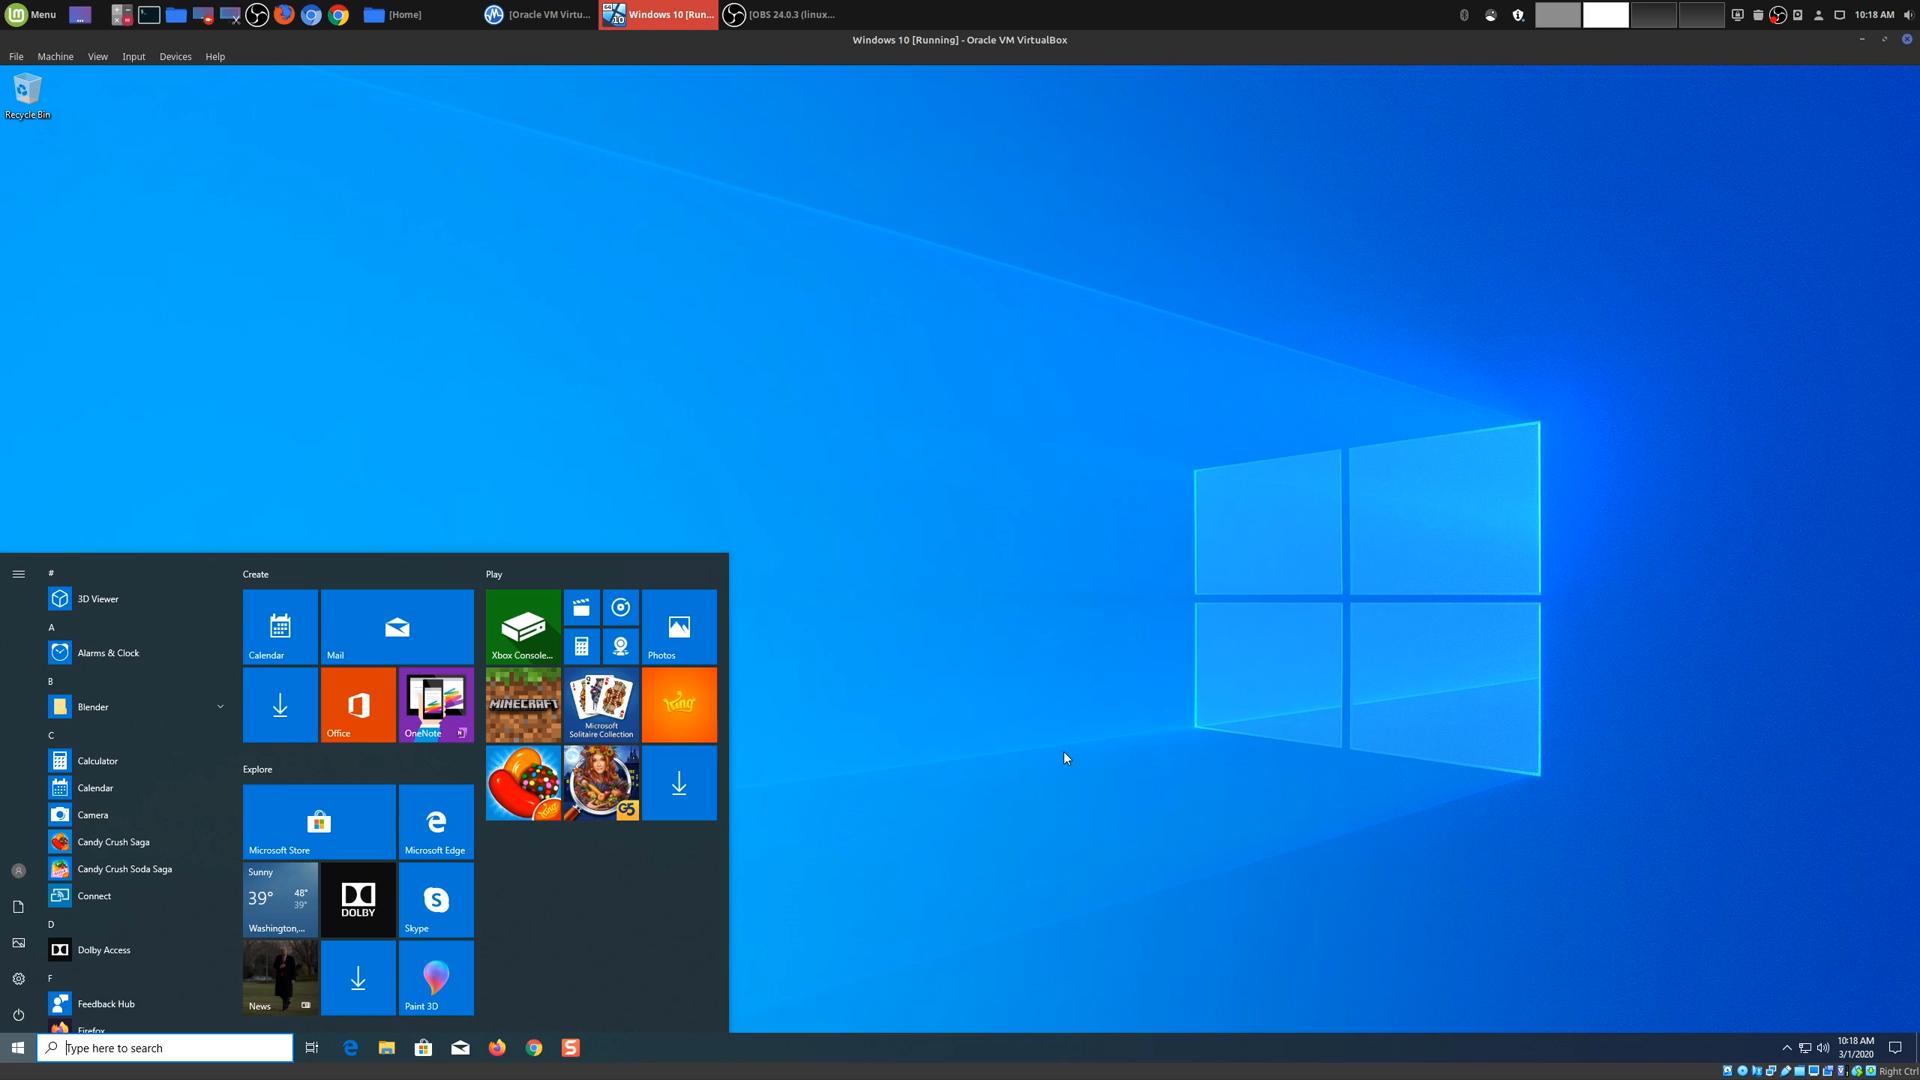 Menu
[Home]
[Oracle VM Virtu...
Windows 10 [Run...
[OBS 24.0.3 (linux...
10:18 AM
Windows 10 [Running] - Oracle VM VirtualBox
File Machine View Input Devices Help
Recycle Bin
#
3D Viewer
A
Alarms & Clock
B
Blender
C
Calculator
Calendar
Camera
Candy Crush Saga
Candy Crush Soda Saga
Connect
D
Dolby Access
F
Feedback Hub
Firefox
Create
Calendar
Mail
Office
OneNote
Explore
Microsoft Store
Microsoft Edge
Sunny
39° 48°
39°
Washington,...
DOLBY
Skype
News
Paint 3D
Play
Xbox Console...
Photos
MINECRAFT
Microsoft
Solitaire Collection
King
King
G5
Type here to search
10:18 AM
3/1/2020
Right Ctrl